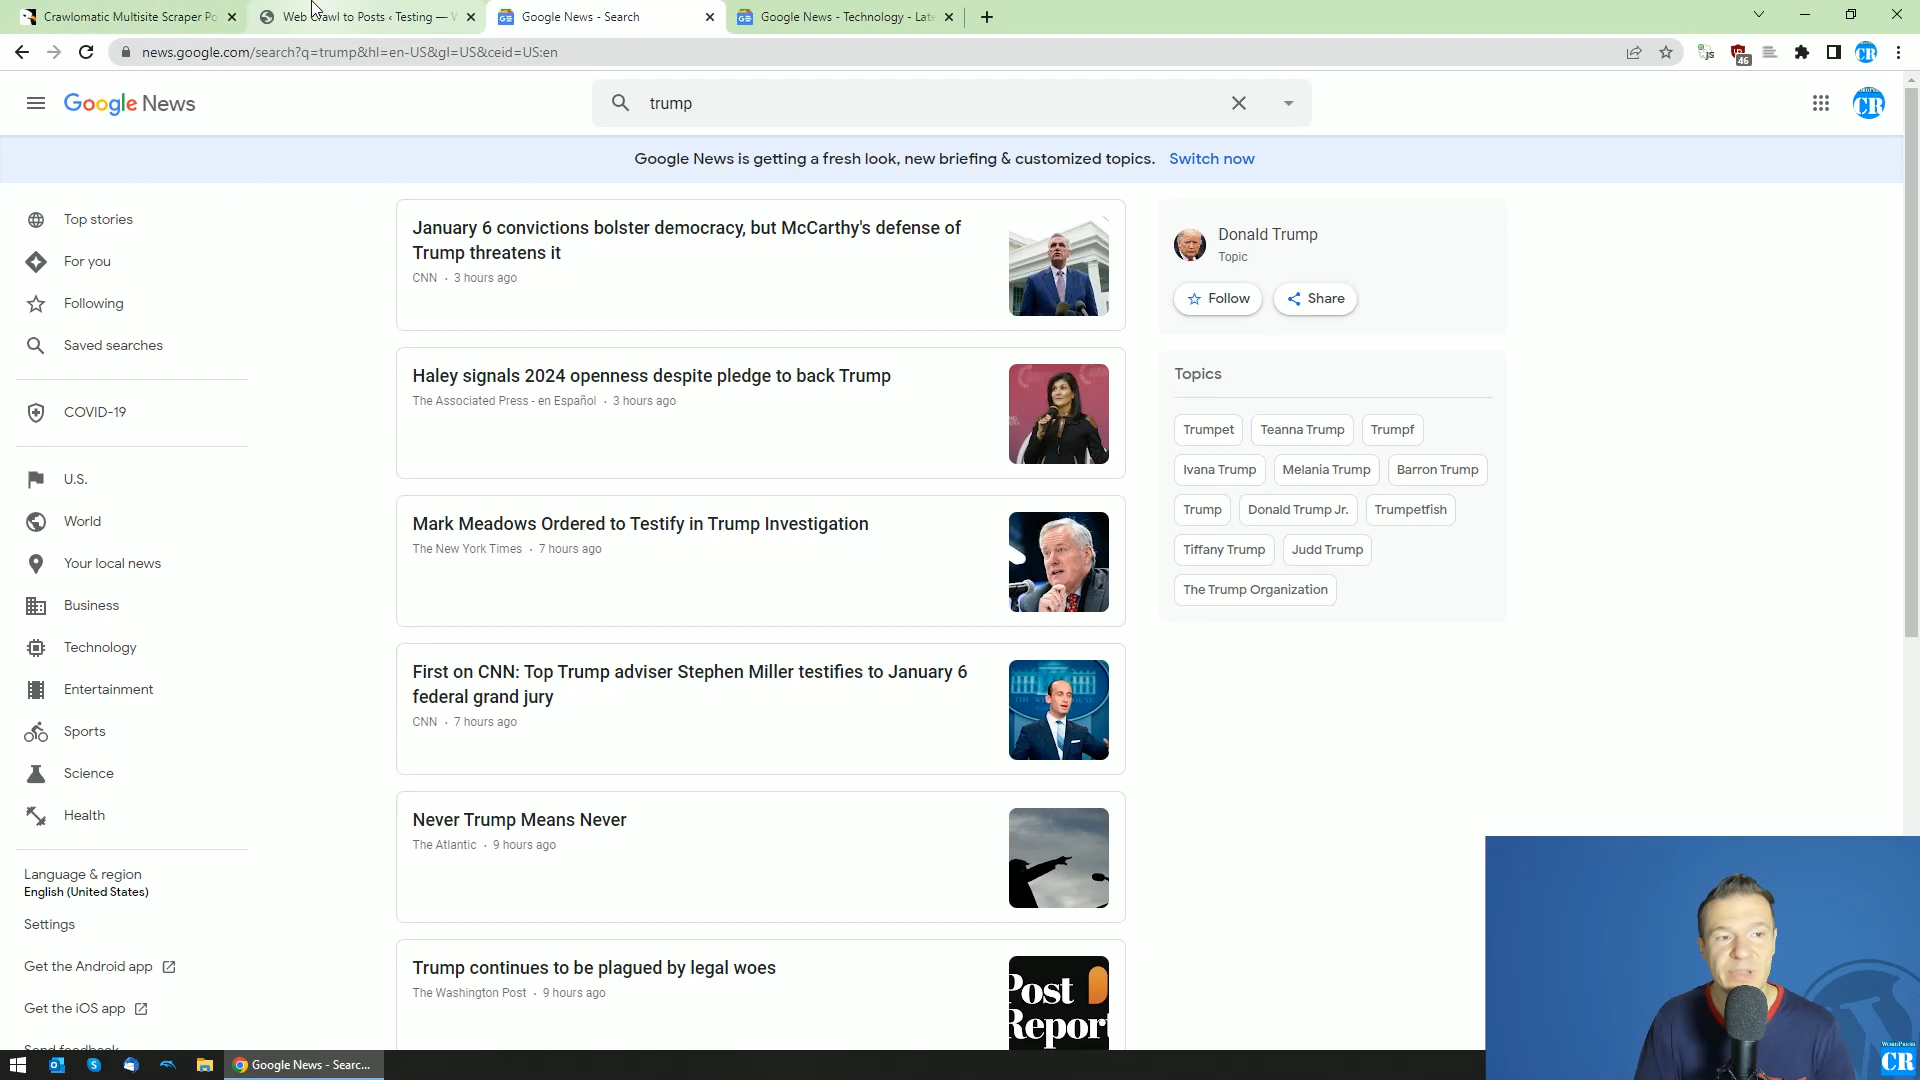 Crawlomatic Multisite Scraper Po
Web Crawl to Posts ‹ Testing — W
Google News - Search
Google News - Technology - Late
news.google.com/search?q=trump&hl=en-US&gl=US&ceid=US:en
46
CR
Google News
trump
CR
Google News is getting a fresh look, new briefing & customized topics. Switch now
Top stories
For you
Following
Saved searches
COVID-19
U.S.
World
Your local news
Business
Technology
Entertainment
Sports
Science
Health
Language & region
English (United States)
Settings
Get the Android app
Get the iOS app
Send feedback
January 6 convictions bolster democracy, but McCarthy's defense of
Trump threatens it
CNN • 3 hours ago
Haley signals 2024 openness despite pledge to back Trump
The Associated Press - en Español • 3 hours ago
Mark Meadows Ordered to Testify in Trump Investigation
The New York Times • 7 hours ago
First on CNN: Top Trump adviser Stephen Miller testifies to January 6
federal grand jury
CNN • 7 hours ago
Never Trump Means Never
The Atlantic • 9 hours ago
Trump continues to be plagued by legal woes
The Washington Post • 9 hours ago
Post
Report
Donald Trump
Topic
Follow
Share
Topics
Trumpet
Teanna Trump
Trumpf
Ivana Trump
Melania Trump
Barron Trump
Trump
Donald Trump Jr.
Trumpetfish
Tiffany Trump
Judd Trump
The Trump Organization
Google News - Searc...
WORDPRESS
CR